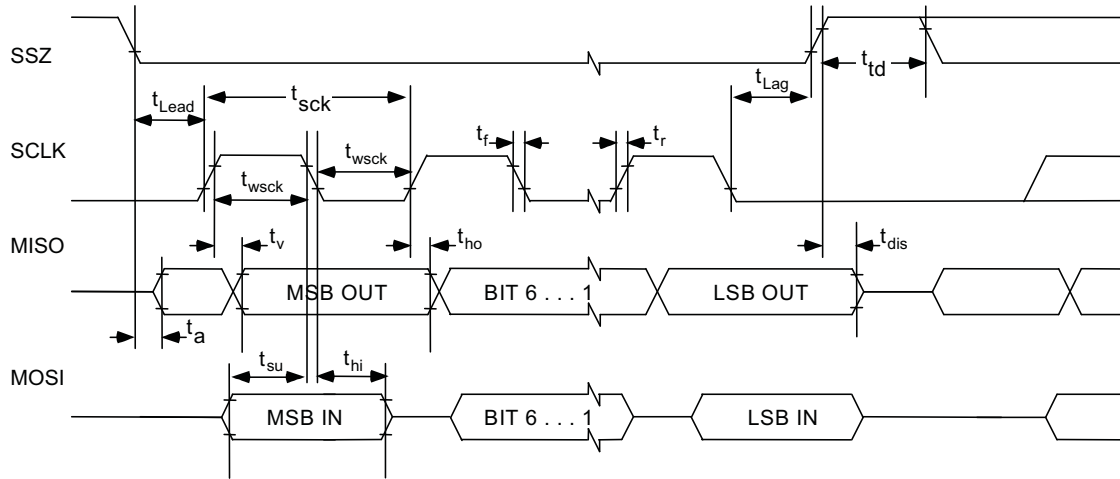 SSZ
t_td
t_Lag
t_Lead
t_sck
SCLK
t_f
t_r
t_wsck
t_wsck
MISO
t_v
t_ho
t_dis
MSB OUT
BIT 6 . . . 1
LSB OUT
t_a
MOSI
t_su
t_hi
MSB IN
BIT 6 . . . 1
LSB IN